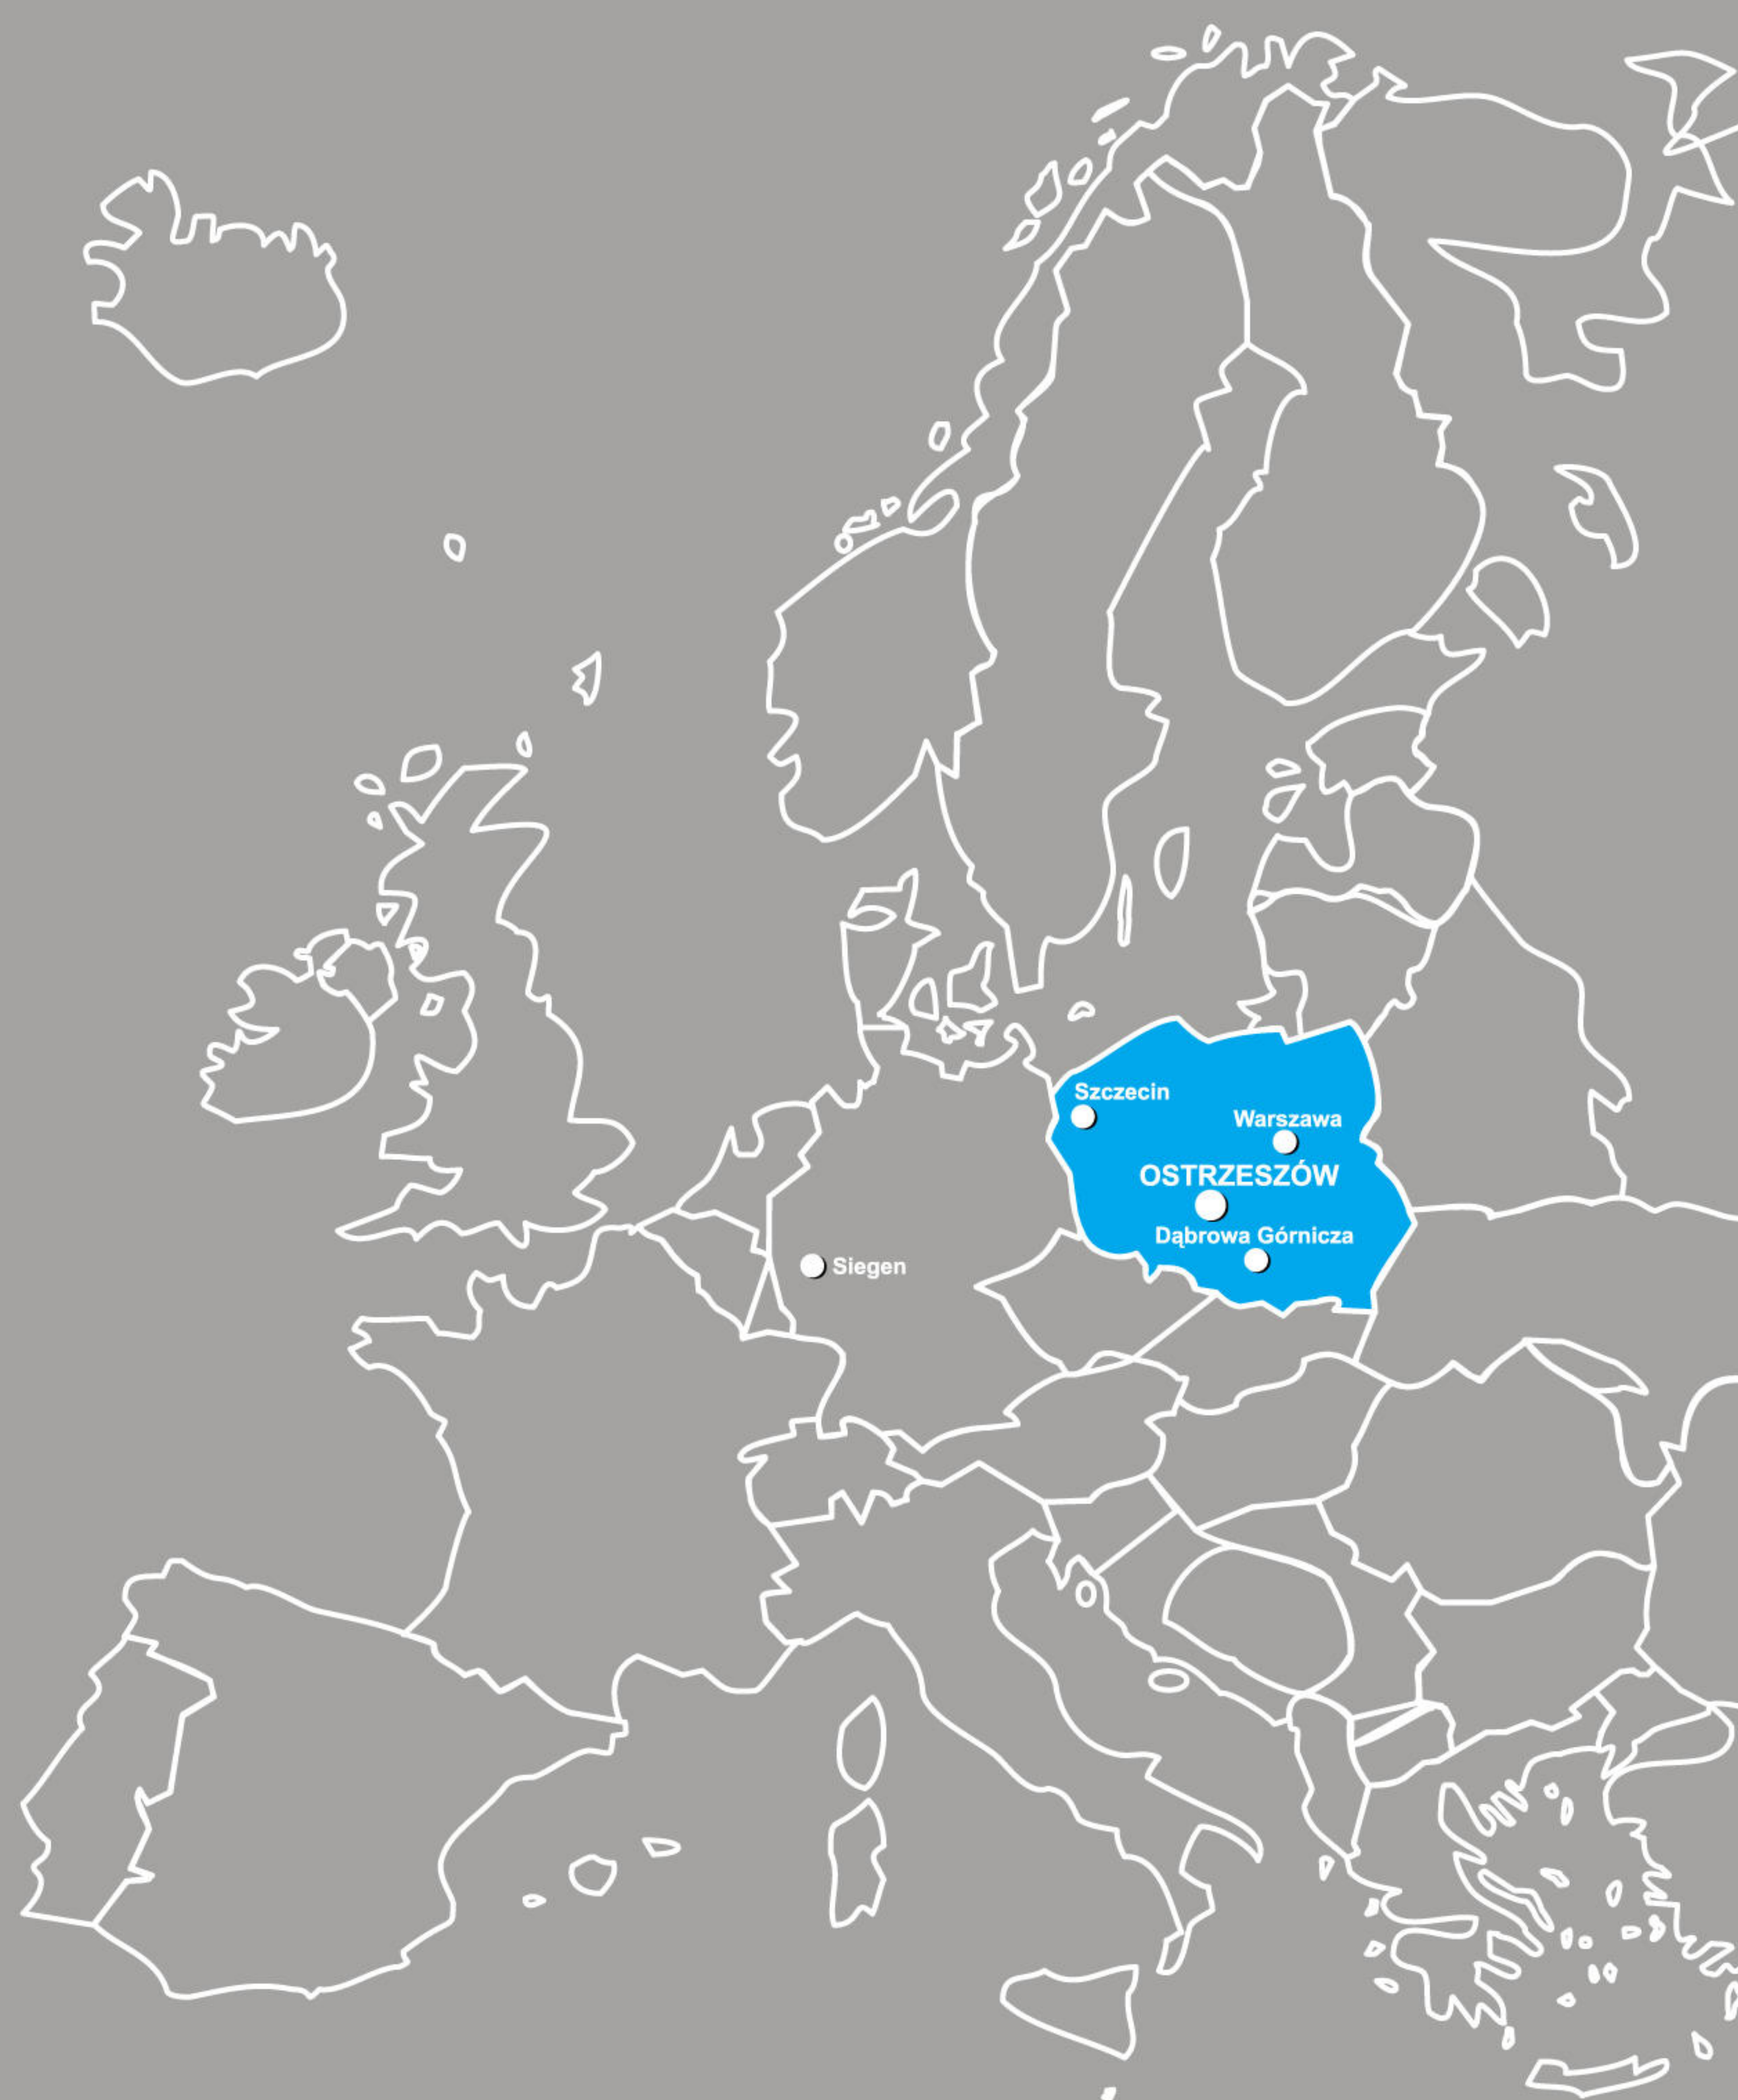 Szczecin
Warszawa
OSTRZESZÓW
Dąbrowa Górnicza
Siegen